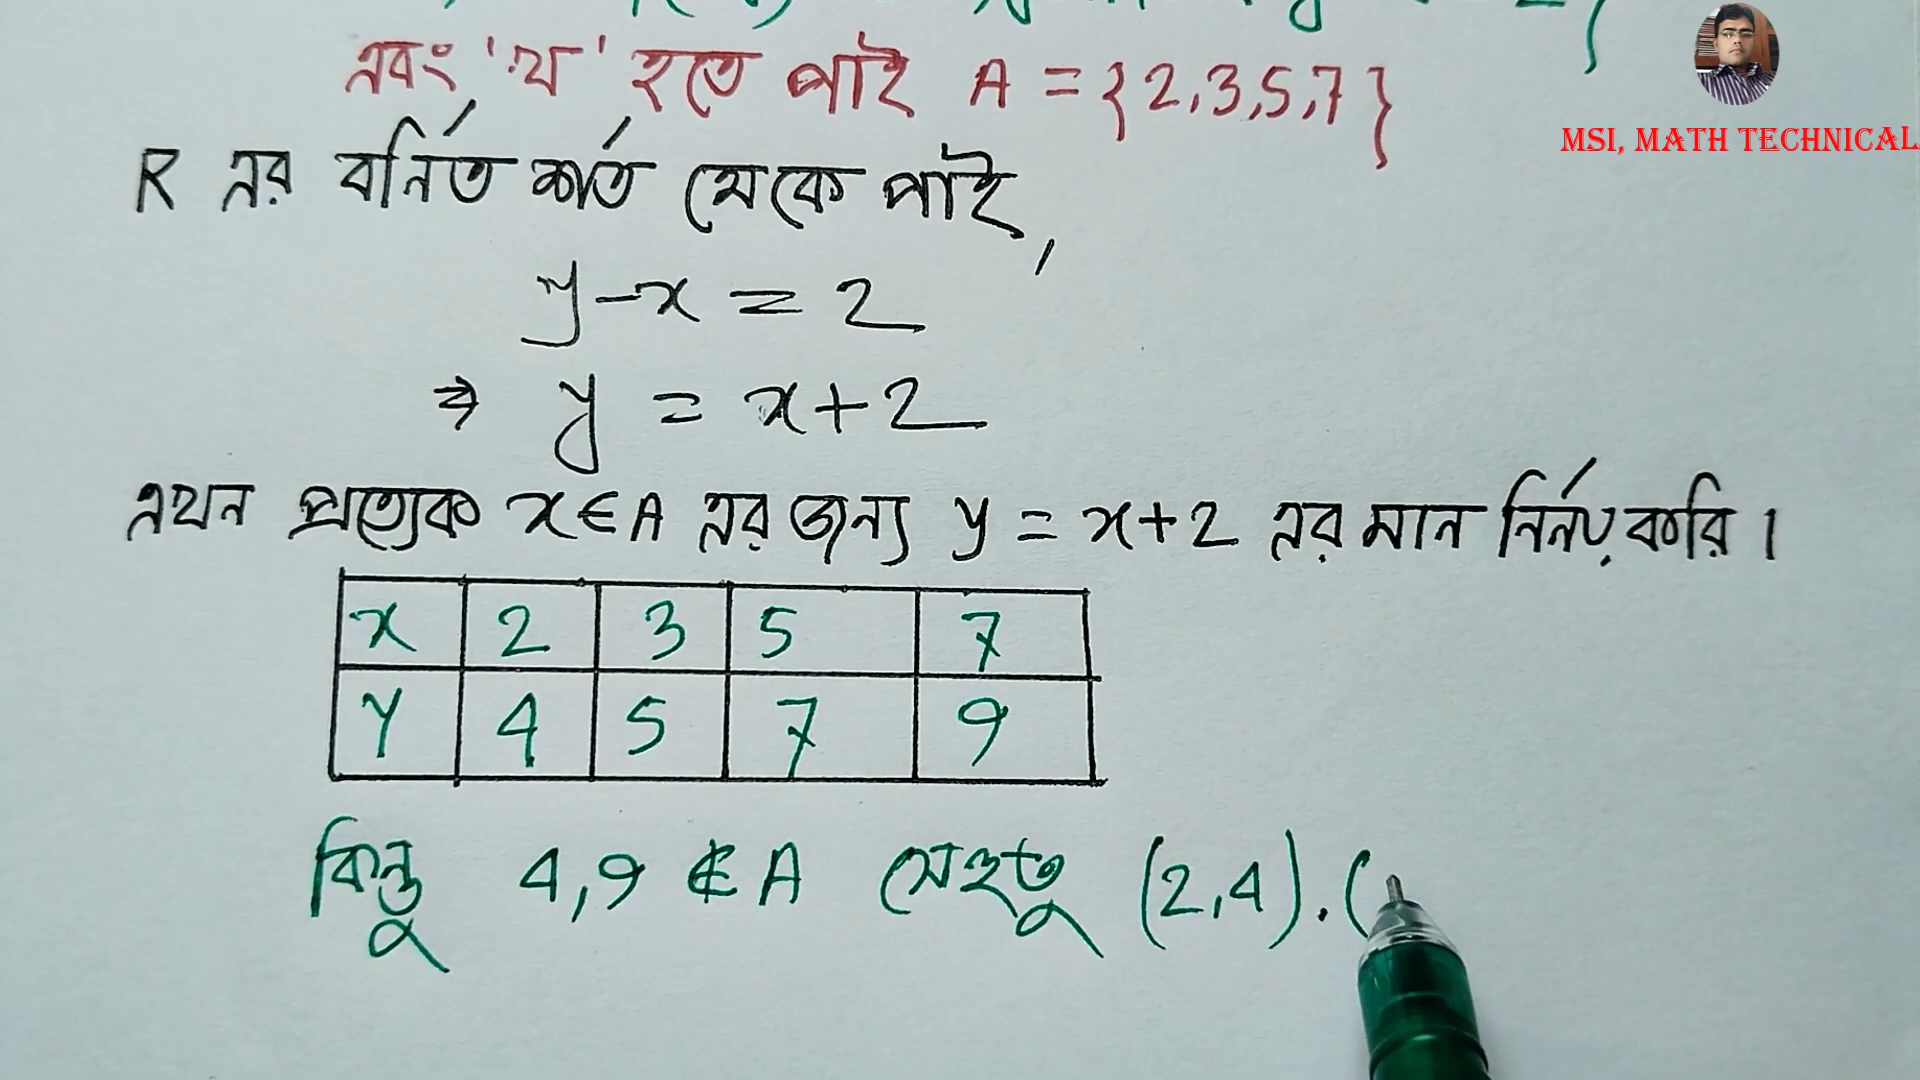 এবং 'খ' হতে পাই A = {2,3,5,7}
MSI, MATH TECHNICAL
R এর বর্নিত শর্ত থেকে পাই,
y-x = 2
⇒ y = x+2
এখন প্রত্যেক x∈A এর জন্য y = x+2 এর মান নির্নয় করি।
x 2 3 5 7
y 4 5 7 9
কিন্তু 4,9 ∉ A সেহেতু (2,4). (